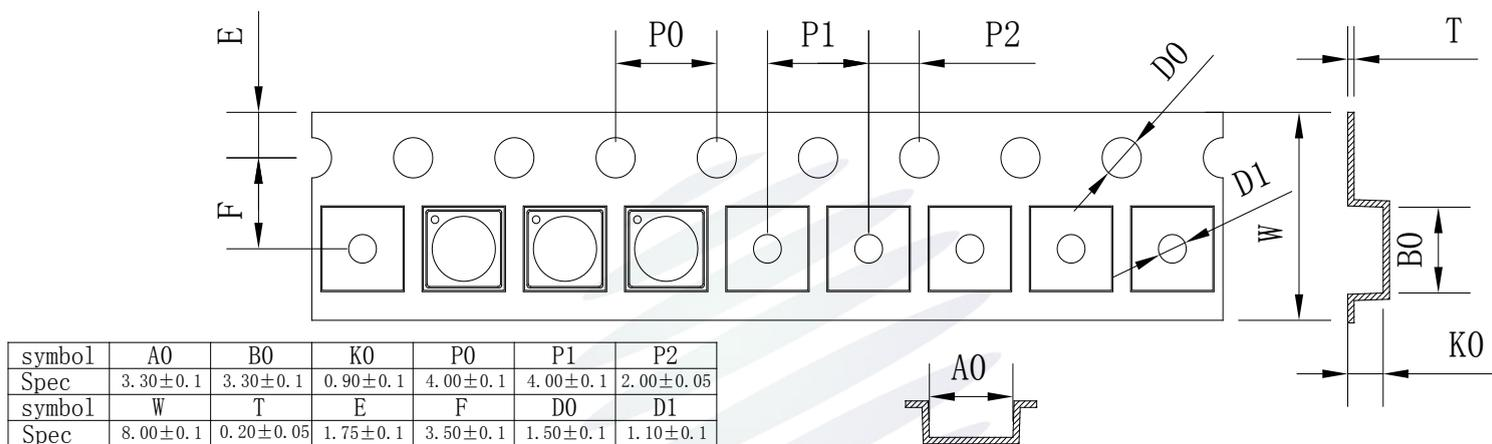 E P0 P1 P2 D0 T
F D1 W B0
K0
A0
symbol A0 B0 K0 P0 P1 P2
Spec 3.30±0.1 3.30±0.1 0.90±0.1 4.00±0.1 4.00±0.1 2.00±0.05
symbol W T E F D0 D1
Spec 8.00±0.1 0.20±0.05 1.75±0.1 3.50±0.1 1.50±0.1 1.10±0.1